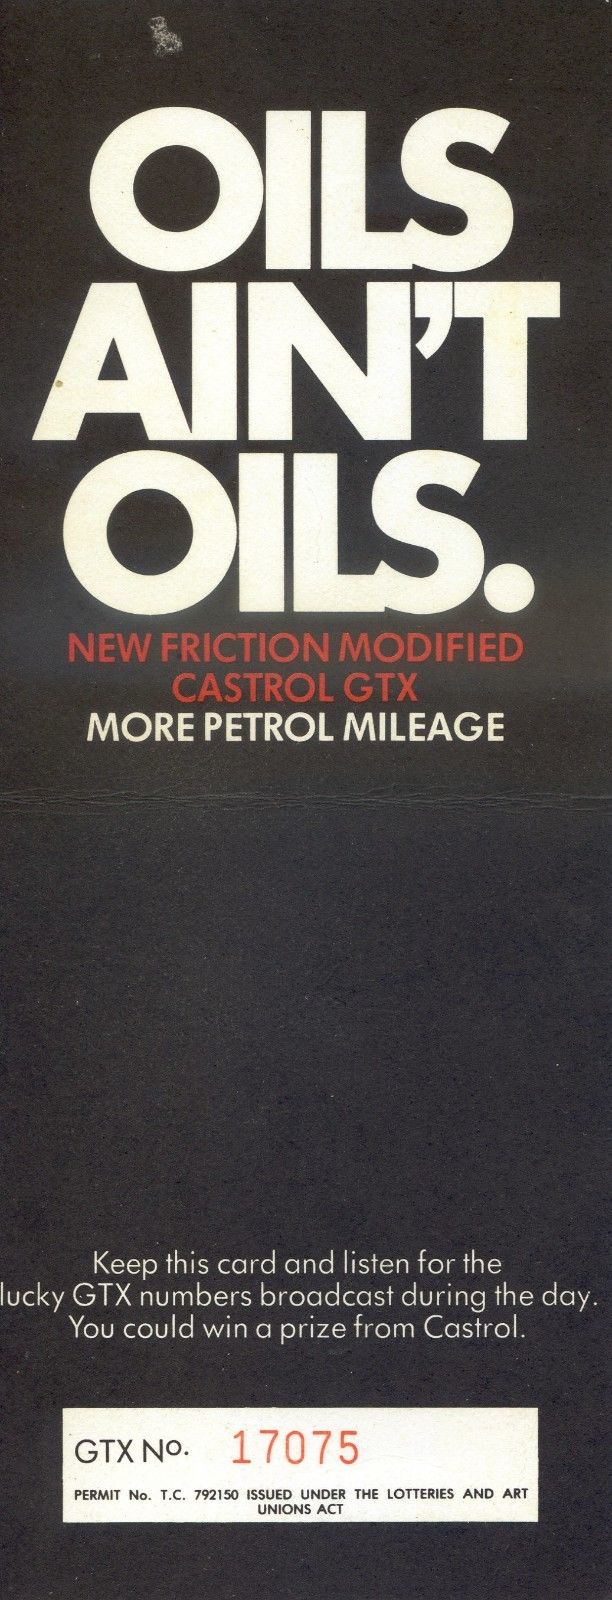 OILS
AIN'T
OILS.
NEW FRICTION MODIFIED
CASTROL GTX
MORE PETROL MILEAGE
Keep this card and listen for the
lucky GTX numbers broadcast during the day.
You could win a prize from Castrol.
GTX No. 17075
PERMIT No. T.C. 792150 ISSUED UNDER THE LOTTERIES AND ART
UNIONS ACT